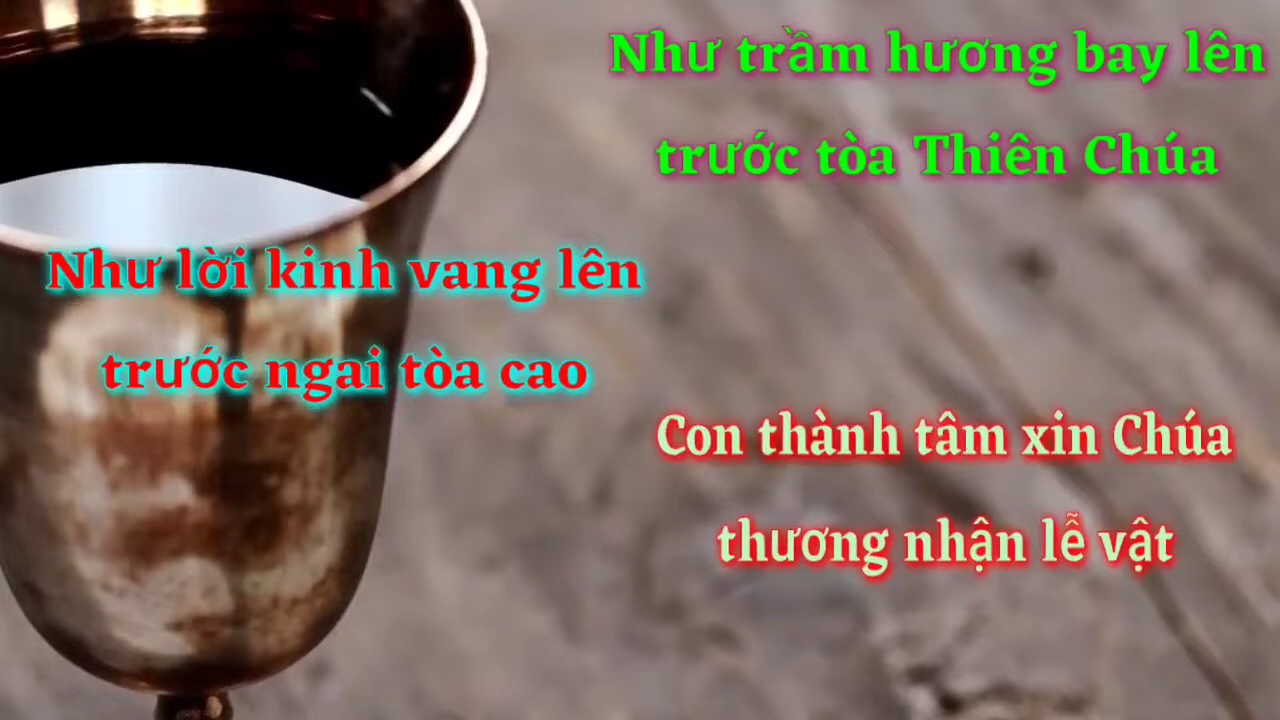 Như trầm hương bay lên
trước tòa Thiên Chúa
Như lời kinh vang lên
trước ngai tòa cao
Con thành tâm xin Chúa
thương nhận lễ vật